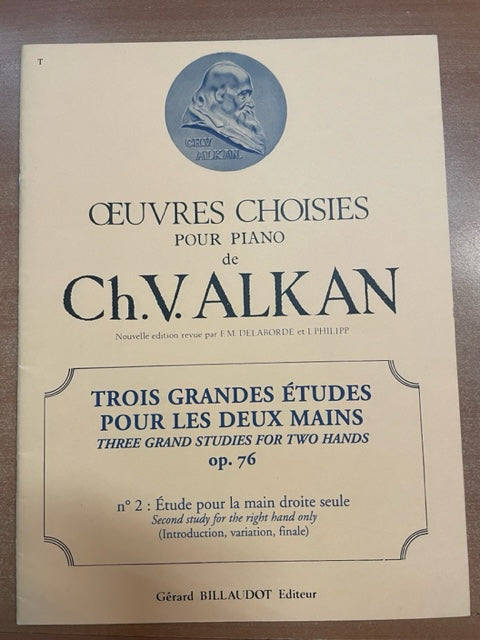 T
CH.V.
ALKAN
ŒUVRES CHOISIES
POUR PIANO
de
Ch.V.ALKAN
Nouvelle edition revue par F.M. DELABORDE et I. PHILIPP
TROIS GRANDES ÉTUDES
POUR LES DEUX MAINS
THREE GRAND STUDIES FOR TWO HANDS
op. 76
n° 2 : Étude pour la main droite seule
Second study for the right hand only
(Introduction, variation, finale)
Gérard BILLAUDOT Editeur